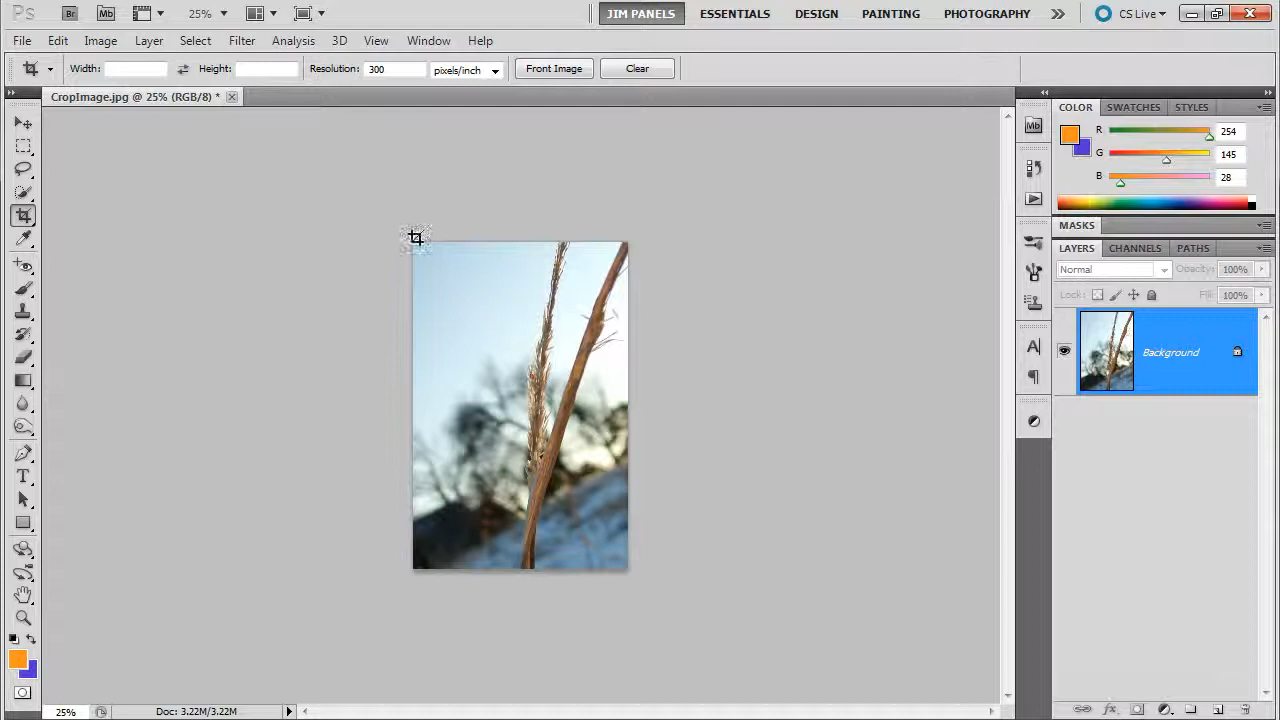 Ps Br Mb 25% JIM PANELS ESSENTIALS DESIGN PAINTING PHOTOGRAPHY CS Live
File Edit Image Layer Select Filter Analysis 3D View Window Help
Width: Height: Resolution: 300 pixels/inch Front Image Clear
CropImage.jpg @ 25% (RGB/8) *
COLOR SWATCHES STYLES
R 254
G 145
B 28
MASKS
LAYERS CHANNELS PATHS
Normal Opacity: 100%
Lock: Fill: 100%
Background
Mb
A
T
25% Doc: 3.22M/3.22M